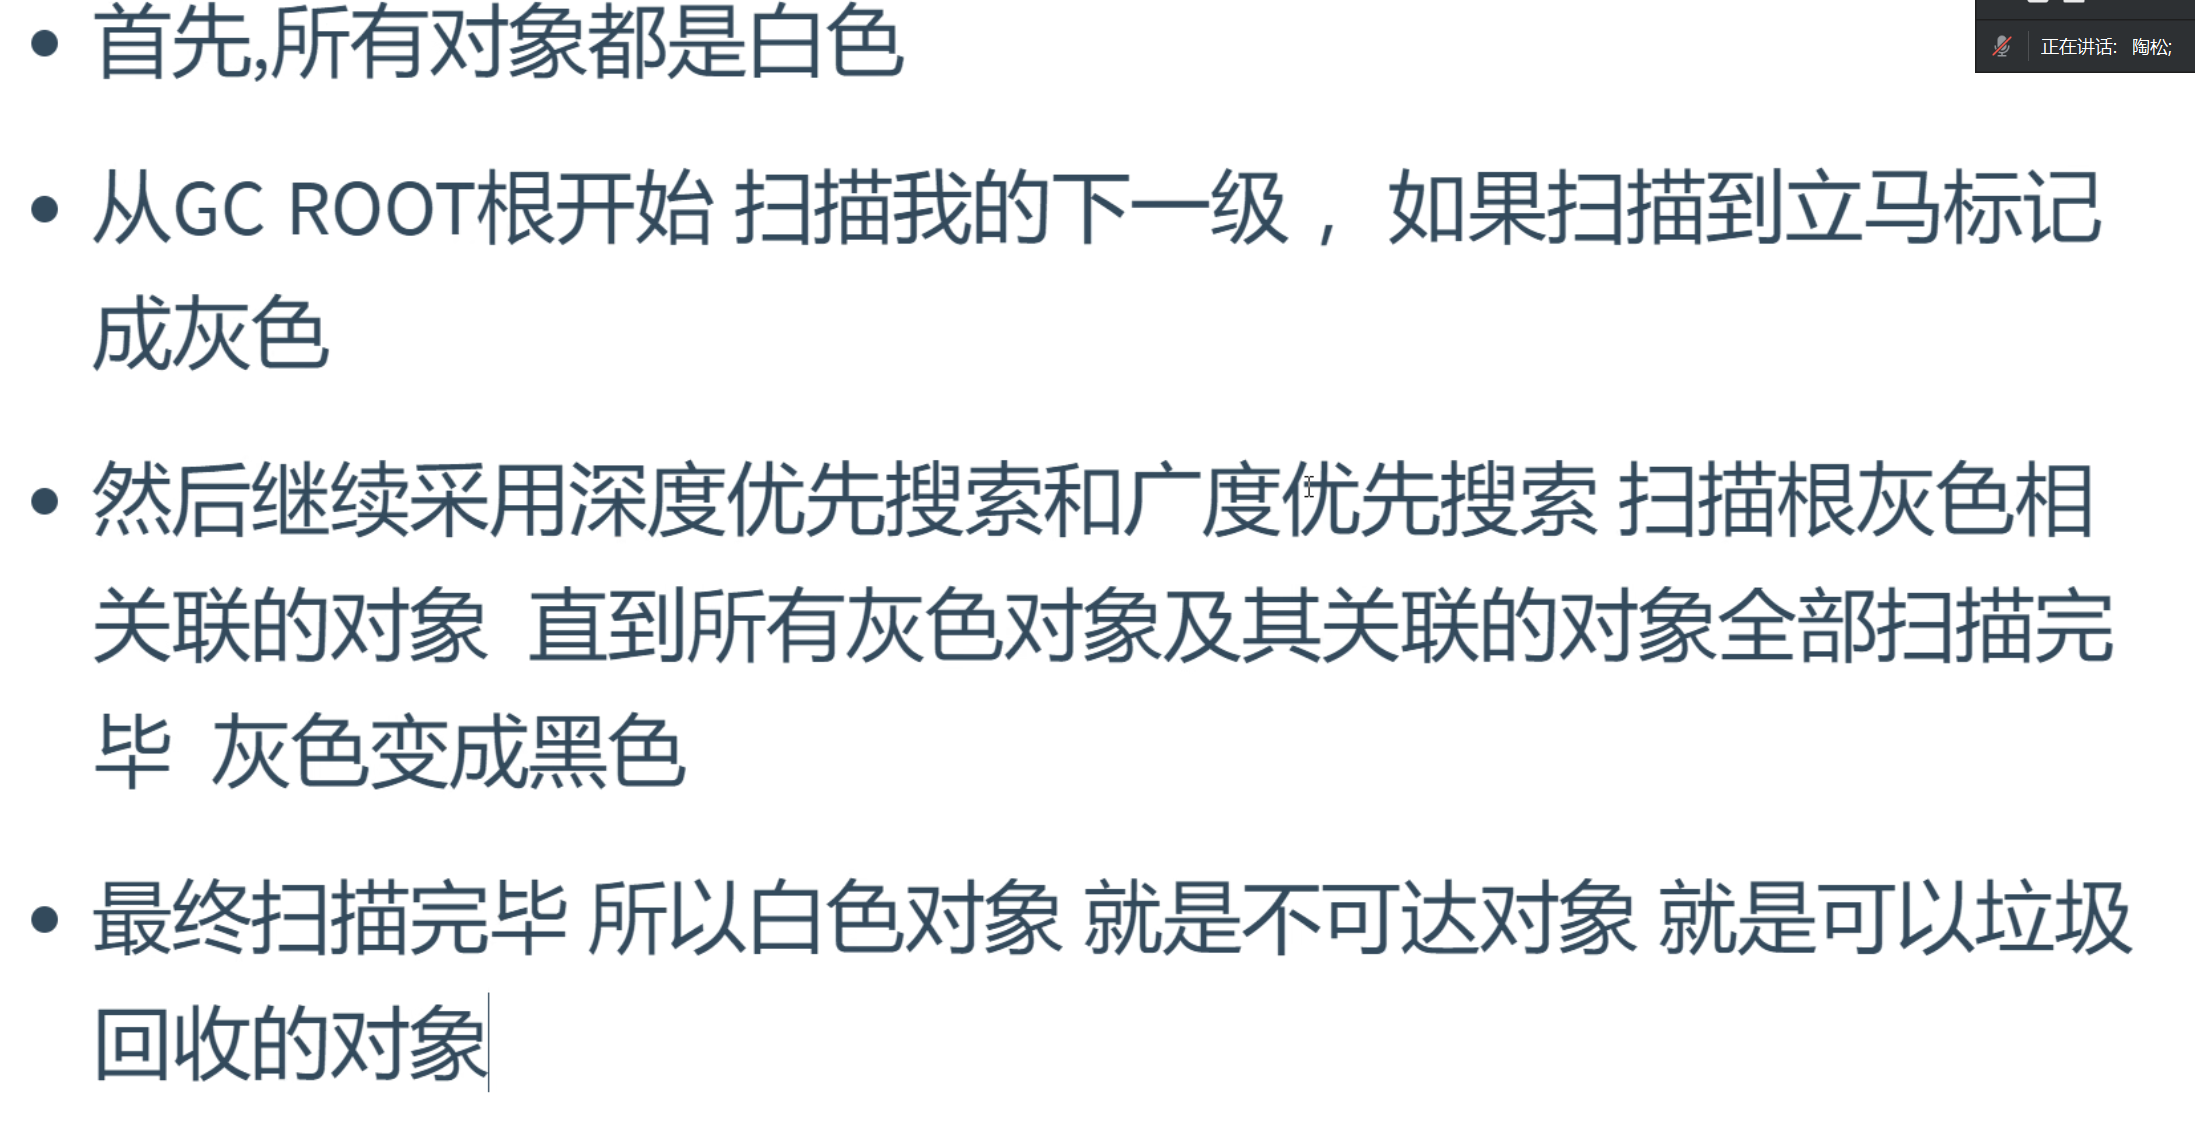 首先,所有对象都是白色
正在讲话: 陶松;
从GC ROOT根开始 扫描我的下一级 ，如果扫描到立马标记
成灰色
然后继续采用深度优先搜索和广度优先搜索 扫描根灰色相
关联的对象 直到所有灰色对象及其关联的对象全部扫描完
毕 灰色变成黑色
最终扫描完毕 所以白色对象 就是不可达对象 就是可以垃圾
回收的对象